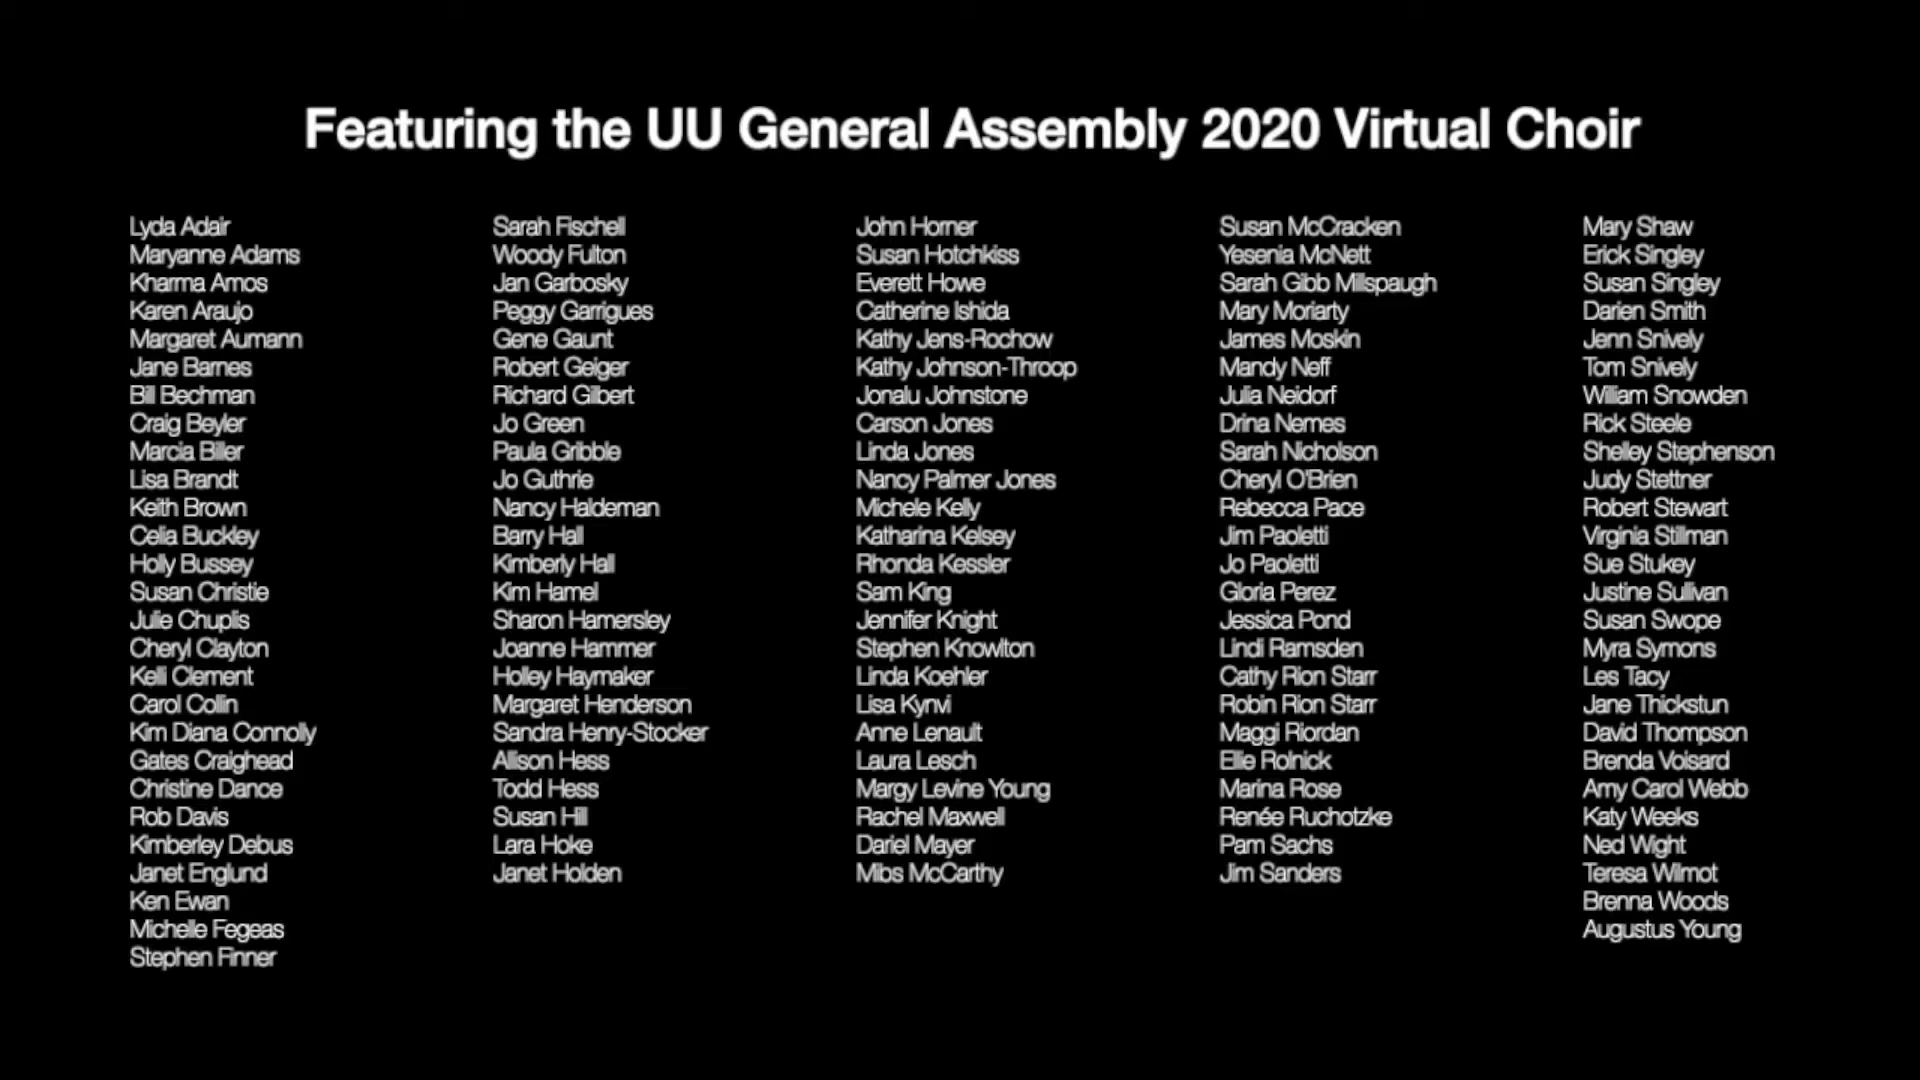 Featuring the UU General Assembly 2020 Virtual Choir
Lyda Adair
Maryanne Adams
Kharma Amos
Karen Araujo
Margaret Aumann
Jane Barnes
Bill Bechman
Craig Beyler
Marcia Biller
Lisa Brandt
Keith Brown
Celia Buckley
Holly Bussey
Susan Christie
Julie Chuplis
Cheryl Clayton
Kelli Clement
Carol Collin
Kim Diana Connolly
Gates Craighead
Christine Dance
Rob Davis
Kimberley Debus
Janet Englund
Ken Ewan
Michelle Fegeas
Stephen Finner
Sarah Fischell
Woody Fulton
Jan Garbosky
Peggy Garrigues
Gene Gaunt
Robert Geiger
Richard Gilbert
Jo Green
Paula Gribble
Jo Guthrie
Nancy Haldeman
Barry Hall
Kimberly Hall
Kim Hamel
Sharon Hamersley
Joanne Hammer
Holley Haymaker
Margaret Henderson
Sandra Henry-Stocker
Allison Hess
Todd Hess
Susan Hill
Lara Hoke
Janet Holden
John Horner
Susan Hotchkiss
Everett Howe
Catherine Ishida
Kathy Jens-Rochow
Kathy Johnson-Throop
Jonalu Johnstone
Carson Jones
Linda Jones
Nancy Palmer Jones
Michele Kelly
Katharina Kelsey
Rhonda Kessler
Sam King
Jennifer Knight
Stephen Knowlton
Linda Koehler
Lisa Kynvi
Anne Lenault
Laura Lesch
Margy Levine Young
Rachel Maxwell
Dariel Mayer
Mibs McCarthy
Susan McCracken
Yesenia McNett
Sarah Gibb Millspaugh
Mary Moriarty
James Moskin
Mandy Neff
Julia Neidorf
Drina Nemes
Sarah Nicholson
Cheryl O'Brien
Rebecca Pace
Jim Paoletti
Jo Paoletti
Gloria Perez
Jessica Pond
Lindi Ramsden
Cathy Rion Starr
Robin Rion Starr
Maggi Riordan
Ellie Rolnick
Marina Rose
Renée Ruchotzke
Pam Sachs
Jim Sanders
Mary Shaw
Erick Singley
Susan Singley
Darien Smith
Jenn Snively
Tom Snively
William Snowden
Rick Steele
Shelley Stephenson
Judy Stettner
Robert Stewart
Virginia Stillman
Sue Stukey
Justine Sullivan
Susan Swope
Myra Symons
Les Tacy
Jane Thickstun
David Thompson
Brenda Voisard
Amy Carol Webb
Katy Weeks
Ned Wight
Teresa Wilmot
Brenna Woods
Augustus Young